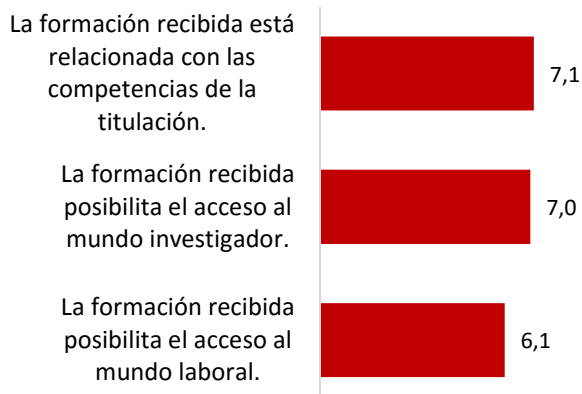 La formación recibida está
relacionada con las
competencias de la
titulación.
7,1
La formación recibida
posibilita el acceso al
mundo investigador.
7,0
La formación recibida
posibilita el acceso al
mundo laboral.
6,1